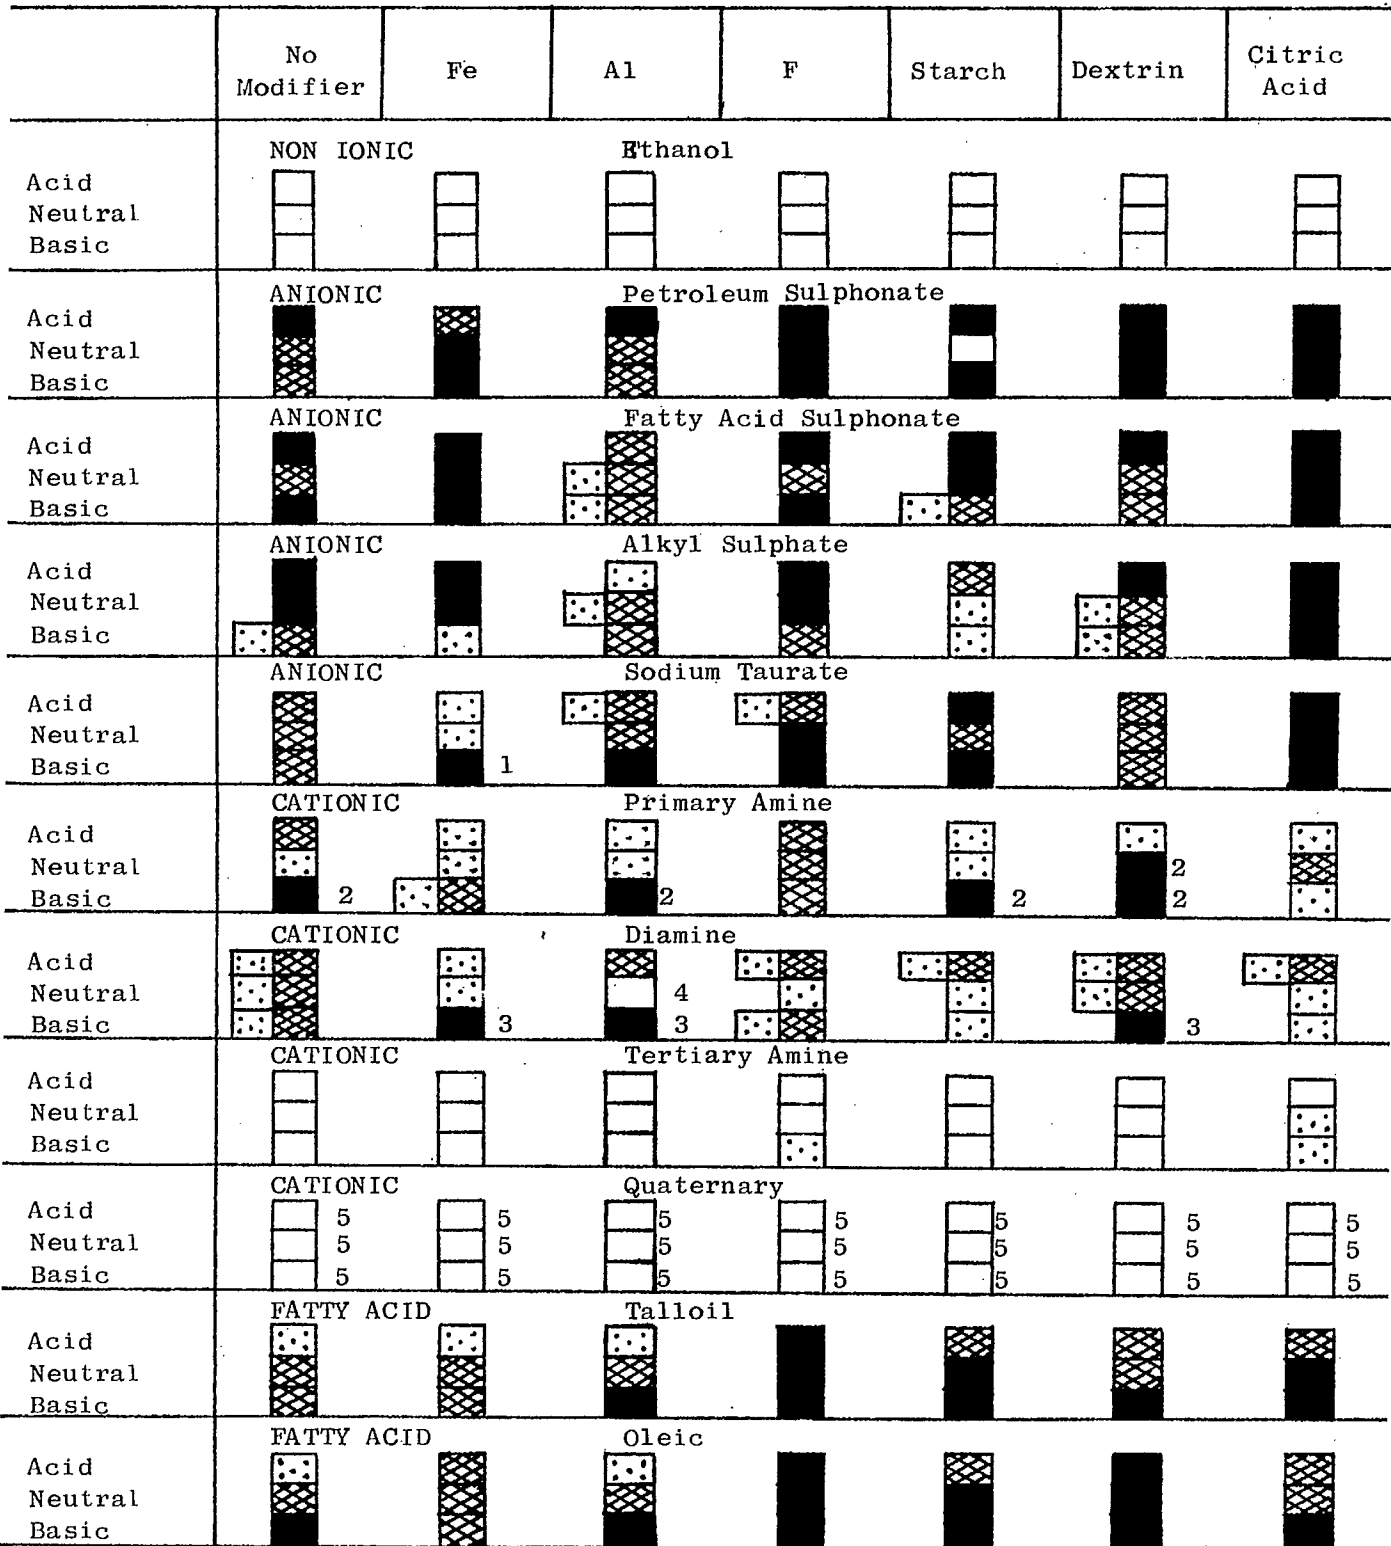 No Modifier Fe Al F Starch Dextrin Citric Acid
NON IONIC Ethanol
Acid
Neutral
Basic
ANIONIC Petroleum Sulphonate
Acid
Neutral
Basic
ANIONIC Fatty Acid Sulphonate
Acid
Neutral
Basic
ANIONIC Alkyl Sulphate
Acid
Neutral
Basic
ANIONIC Sodium Taurate
Acid
Neutral
Basic 1
CATIONIC Primary Amine
Acid
Neutral 2
Basic 2 2 2 2
CATIONIC Diamine
Acid
Neutral 4
Basic 3 3 3
CATIONIC Tertiary Amine
Acid
Neutral
Basic
CATIONIC Quaternary
Acid 5 5 5 5 5 5 5
Neutral 5 5 5 5 5 5 5
Basic 5 5 5 5 5 5 5
FATTY ACID Talloil
Acid
Neutral
Basic
FATTY ACID Oleic
Acid
Neutral
Basic